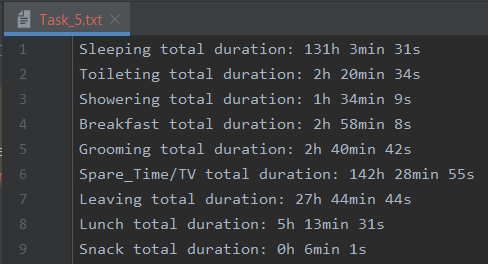 Task_5.txt
1 Sleeping total duration: 131h 3min 31s
2 Toileting total duration: 2h 20min 34s
3 Showering total duration: 1h 34min 9s
4 Breakfast total duration: 2h 58min 8s
5 Grooming total duration: 2h 40min 42s
6 Spare_Time/TV total duration: 142h 28min 55s
7 Leaving total duration: 27h 44min 44s
8 Lunch total duration: 5h 13min 31s
9 Snack total duration: 0h 6min 1s